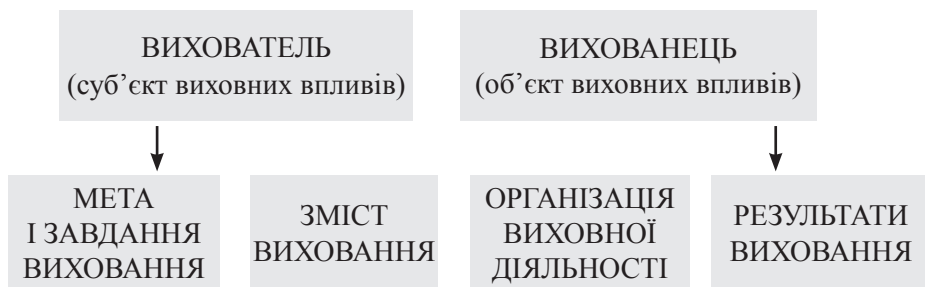 ВИХОВАТЕЛЬ
(суб’єкт виховних впливів)
ВИХОВАНЕЦЬ
(об’єкт виховних впливів)
МЕТА
І ЗАВДАННЯ
ВИХОВАННЯ
ЗМІСТ
ВИХОВАННЯ
ОРГАНІЗАЦІЯ
ВИХОВНОЇ
ДІЯЛЬНОСТІ
РЕЗУЛЬТАТИ
ВИХОВАННЯ